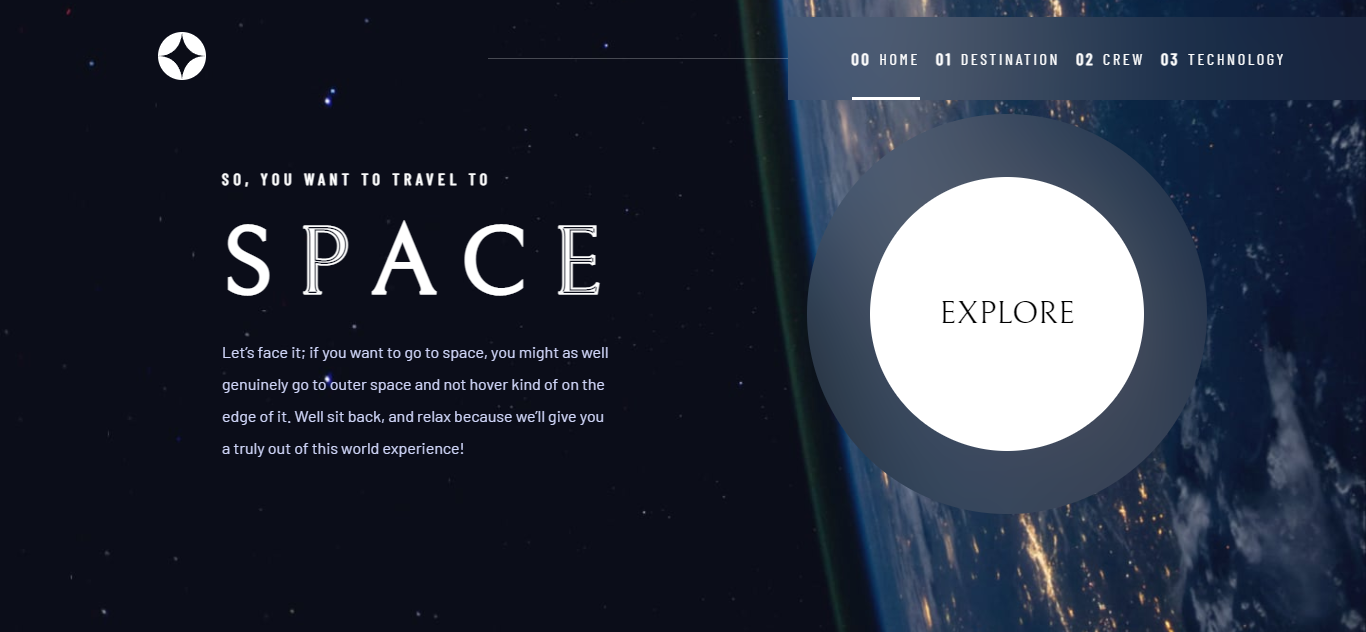 00 HOME 01 DESTINATION 02 CREW 03 TECHNOLOGY
SO, YOU WANT TO TRAVEL TO
SPACE
Let’s face it; if you want to go to space, you might as well
genuinely go to outer space and not hover kind of on the
edge of it. Well sit back, and relax because we’ll give you
a truly out of this world experience!
EXPLORE